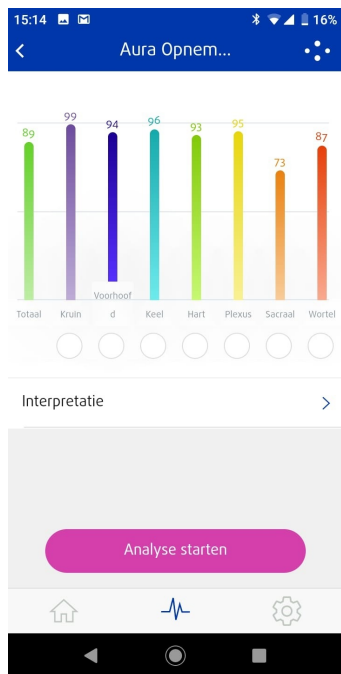 15:14
16%
Aura Opnem...
89
99
94
96
93
95
73
87
Totaal
Kruin
Voorhoof
d
Keel
Hart
Plexus
Sacraal
Wortel
Interpretatie
Analyse starten